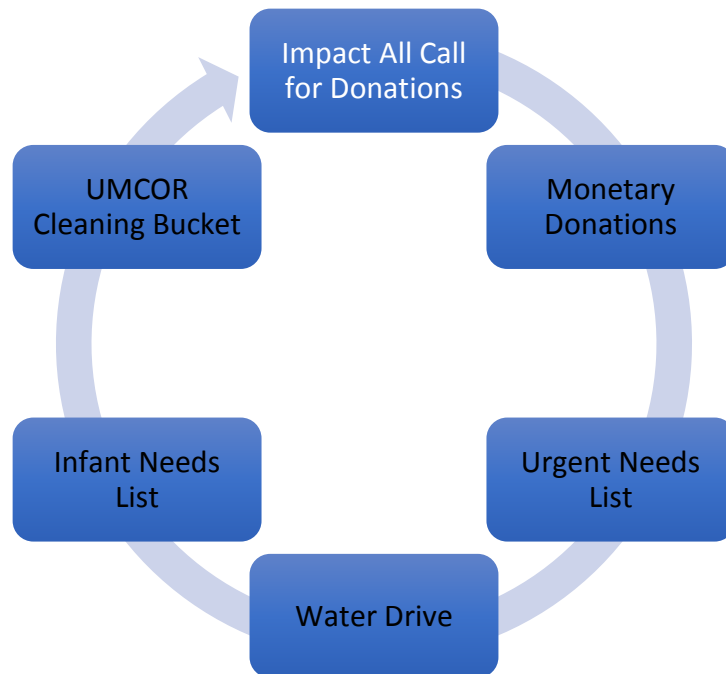 Impact All Call
for Donations
Monetary
Donations
Urgent Needs
List
Water Drive
Infant Needs
List
UMCOR
Cleaning Bucket